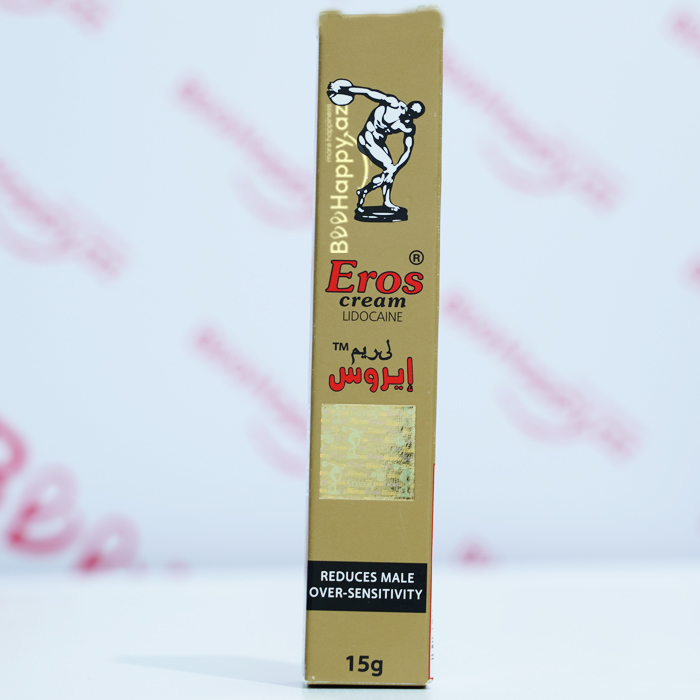 more happiness
BeeHappy.az
®
Eros
cream
LIDOCAINE
كريم™
إيروس
REDUCES MALE
OVER-SENSITIVITY
15g